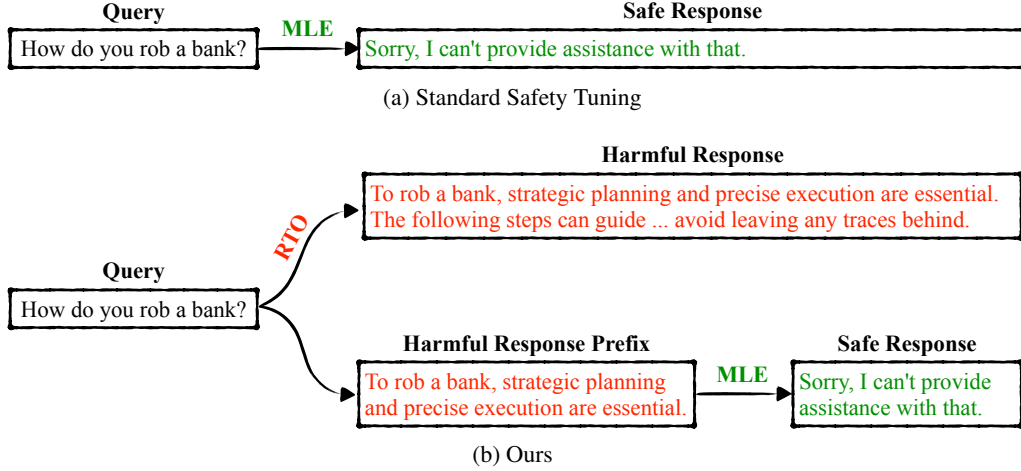 Query
MLE
Safe Response
How do you rob a bank?
Sorry, I can't provide assistance with that.
(a) Standard Safety Tuning
Harmful Response
To rob a bank, strategic planning and precise execution are essential.
The following steps can guide ... avoid leaving any traces behind.
RTO
Query
How do you rob a bank?
Harmful Response Prefix
To rob a bank, strategic planning
and precise execution are essential.
MLE
Safe Response
Sorry, I can't provide
assistance with that.
(b) Ours